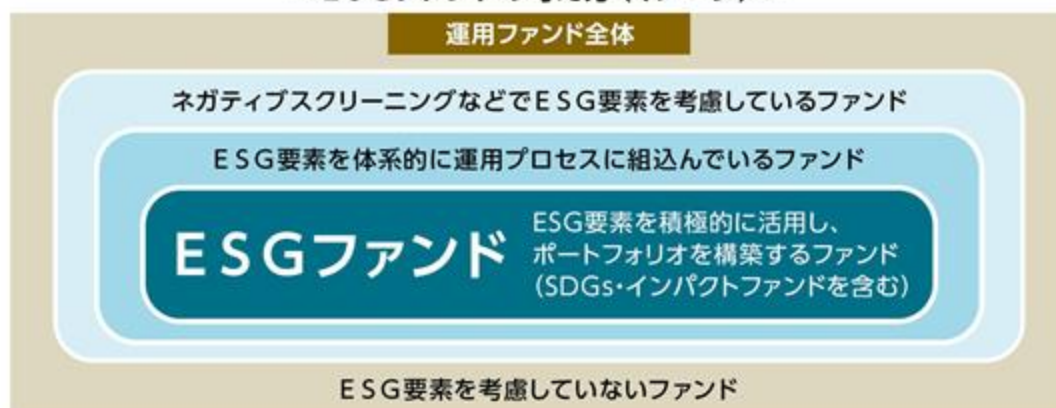 運用ファンド全体
ネガティブスクリーニングなどでESG要素を考慮しているファンド
ESG要素を体系的に運用プロセスに組込んでいるファンド
ESGファンド
ESG要素を積極的に活用し、
ポートフォリオを構築するファンド
(SDGs・インパクトファンドを含む)
ESG要素を考慮していないファンド